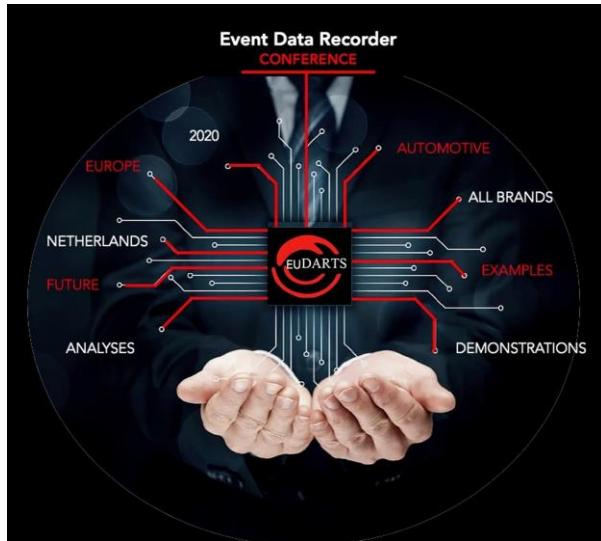 Event Data Recorder
CONFERENCE
2020
EUROPE
AUTOMOTIVE
ALL BRANDS
NETHERLANDS
EUDARTS
FUTURE
EXAMPLES
ANALYSES
DEMONSTRATIONS